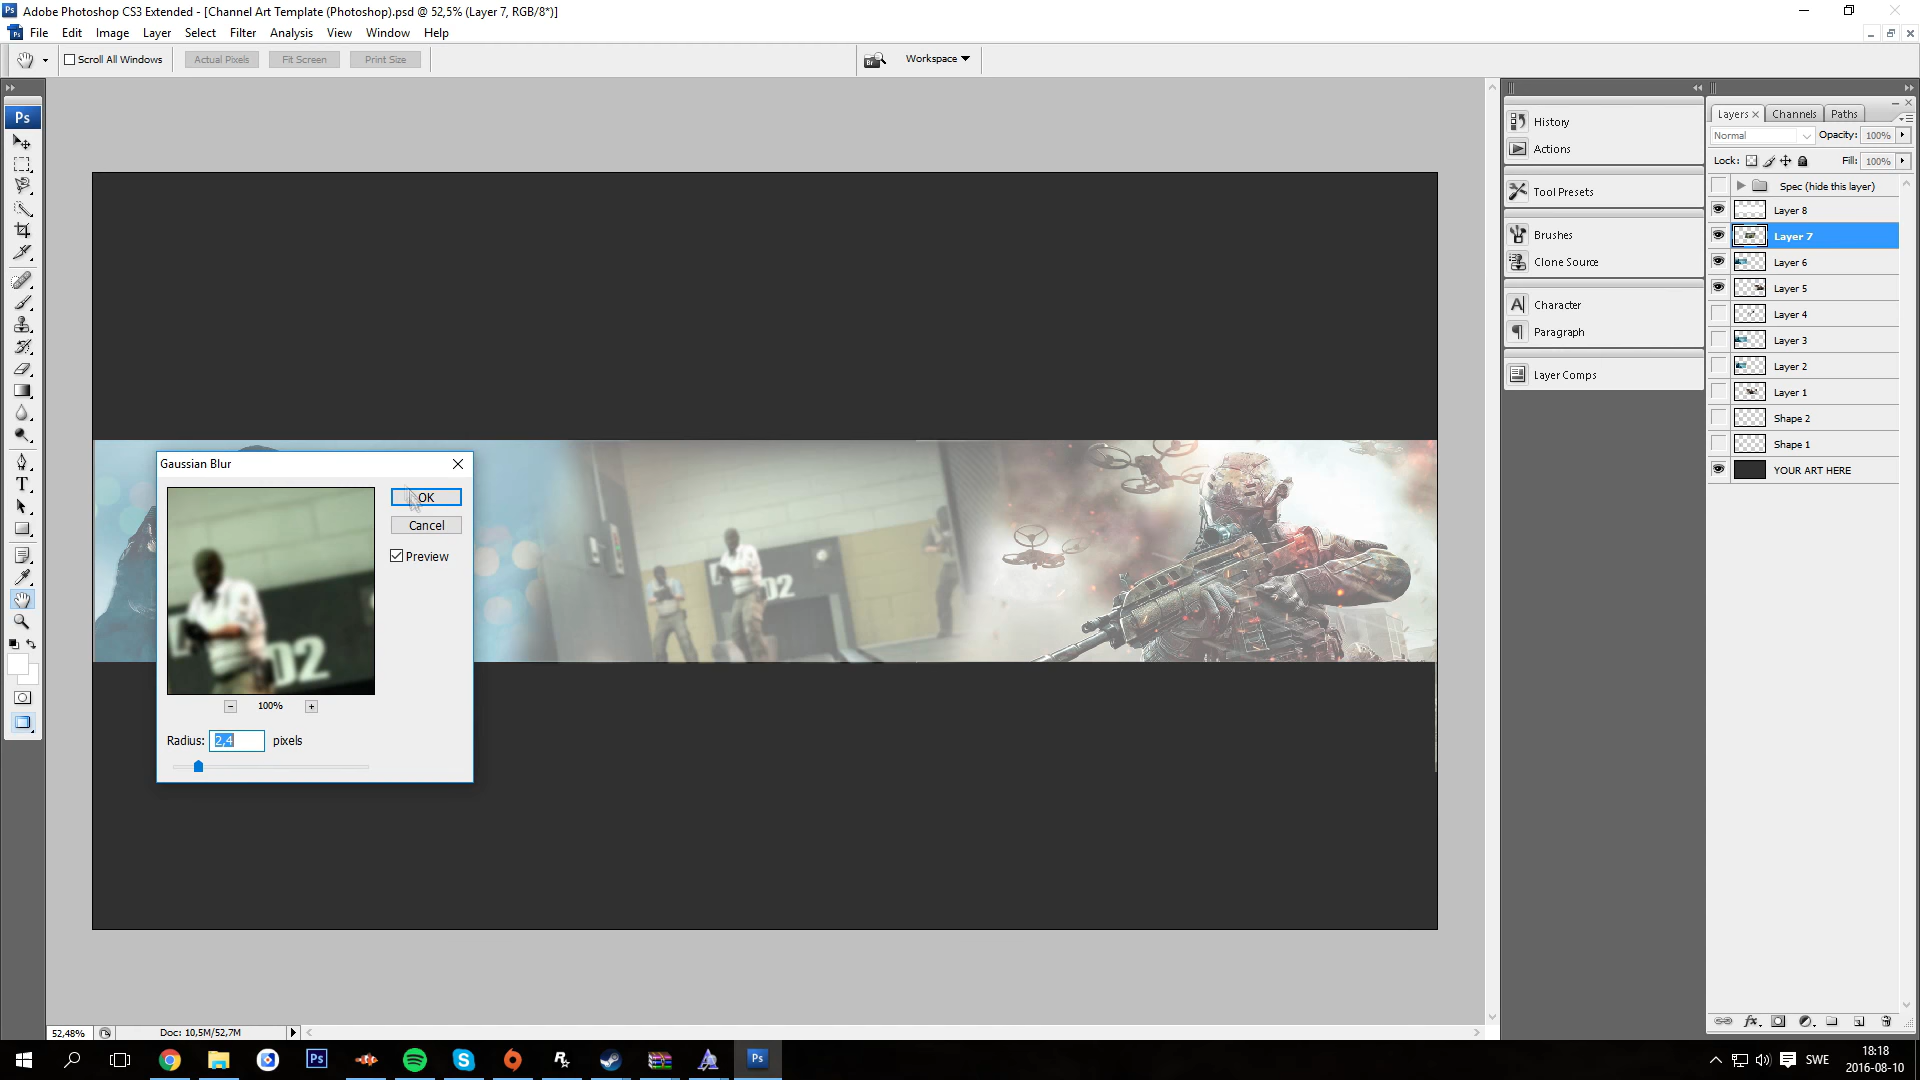 Adobe Photoshop CS3 Extended - [Channel Art Template (Photoshop).psd @ 52,5% (Layer 7, RGB/8*)]
File Edit Image Layer Select Filter Analysis View Window Help
Scroll All Windows Actual Pixels Fit Screen Print Size Workspace
Ps
History
Actions
Tool Presets
Brushes
Clone Source
Character
Paragraph
Layer Comps
Layers Channels Paths
Normal Opacity: 100%
Lock: Fill: 100%
Spec (hide this layer)
Layer 8
Layer 7
Layer 6
Layer 5
Layer 4
Layer 3
Layer 2
Layer 1
Shape 2
Shape 1
YOUR ART HERE
Gaussian Blur
OK
Cancel
Preview
100%
Radius: 2,4 pixels
02
02
52,48% Doc: 10,5M/52,7M
SWE
18:18
2016-08-10